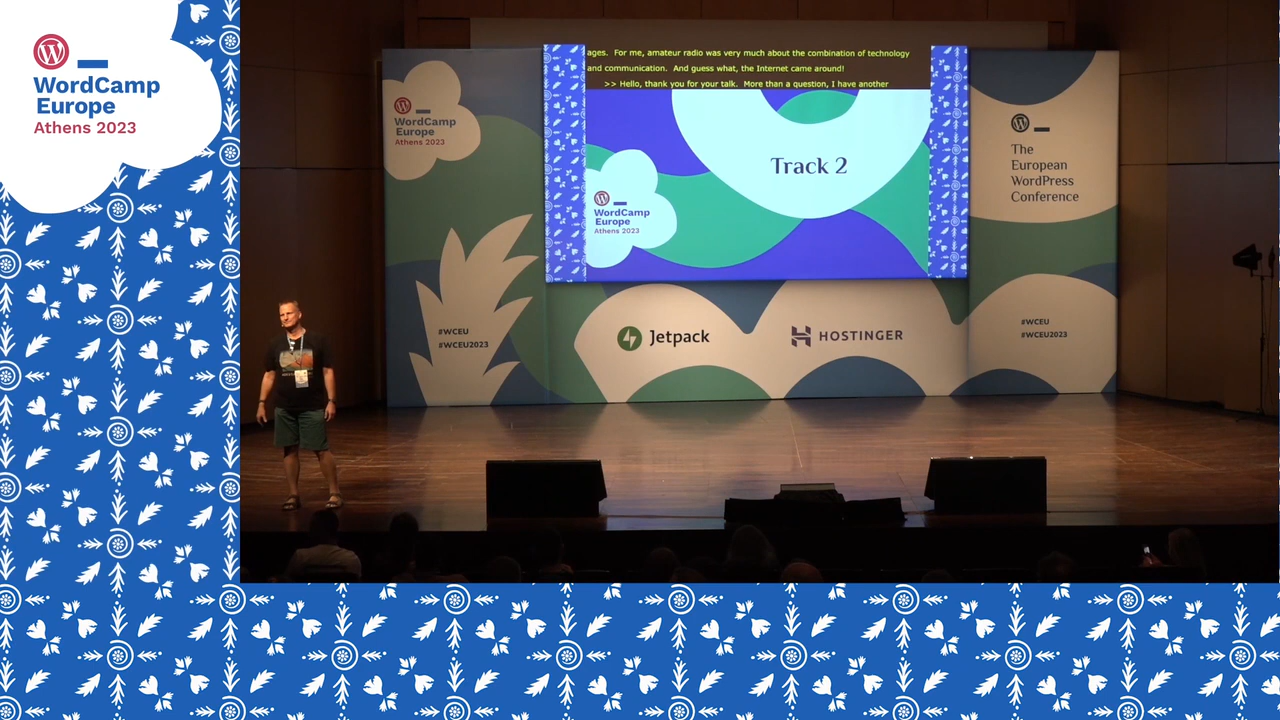 WordCamp
Europe
Athens 2023
ages. For me, amateur radio was very much about the combination of technology
and communication. And guess what, the Internet came around!
>> Hello, thank you for your talk. More than a question, I have another
Track 2
WordCamp
Europe
Athens 2023
WordCamp
Europe
Athens 2023
The
European
WordPress
Conference
#WCEU
#WCEU2023
Jetpack
HOSTINGER
#WCEU
#WCEU2023